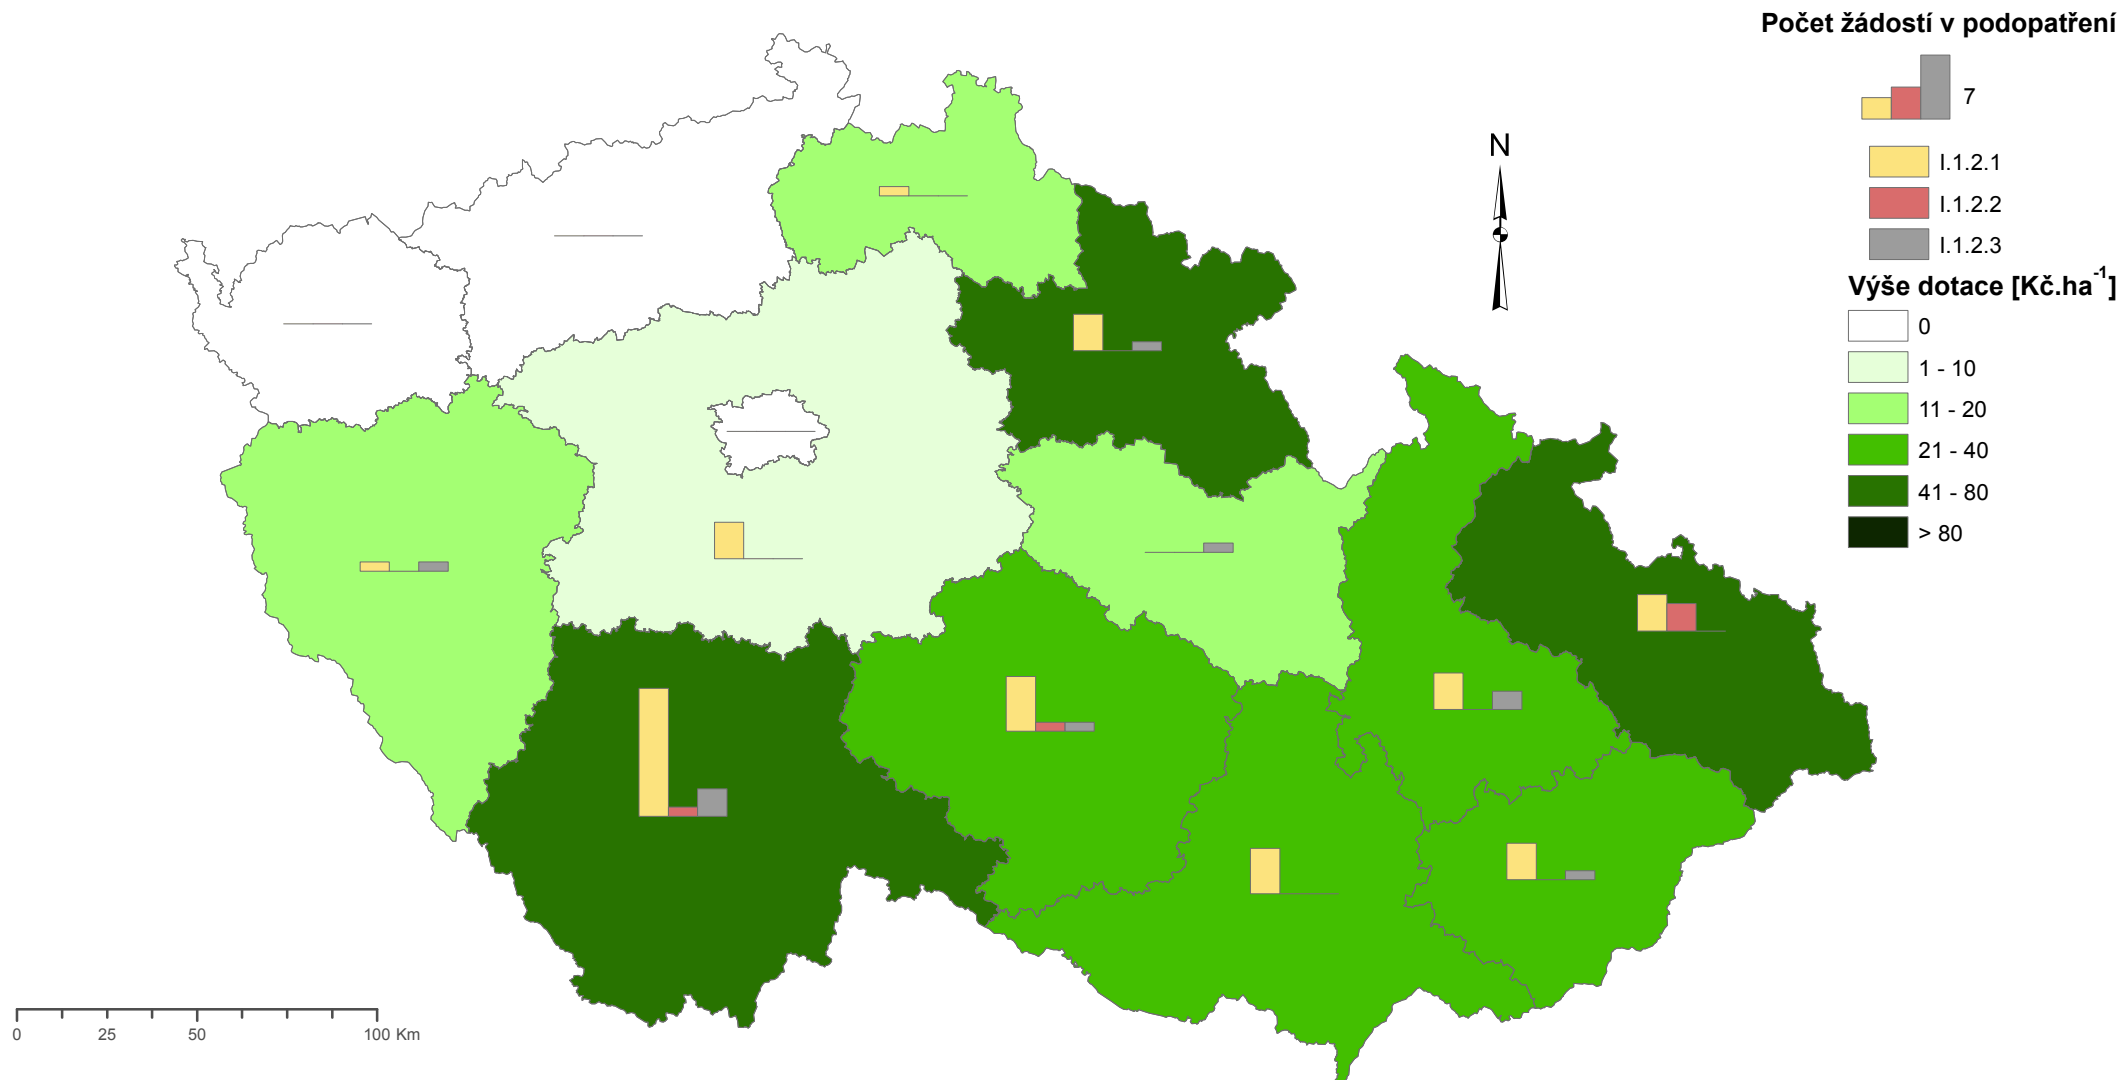 Počet žádostí v podopatření
7
I.1.2.1
I.1.2.2
I.1.2.3
Výše dotace [Kč.ha-1]
0
1 - 10
11 - 20
21 - 40
41 - 80
> 80
N
0 25 50 100 Km